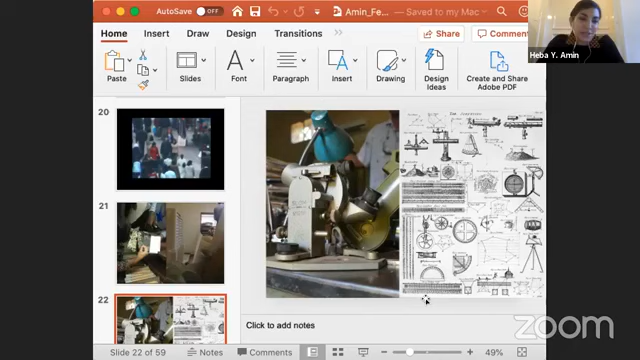 AutoSave OFF Amin_Fe... — Saved to my Mac
Home Insert Draw Design Transitions >> Share Comments
Paste Slides Font Paragraph Insert Drawing Design Ideas Create and Share Adobe PDF
Heba Y. Amin
20
21
22
Click to add notes
Slide 22 of 59 Notes Comments 49%
zoom